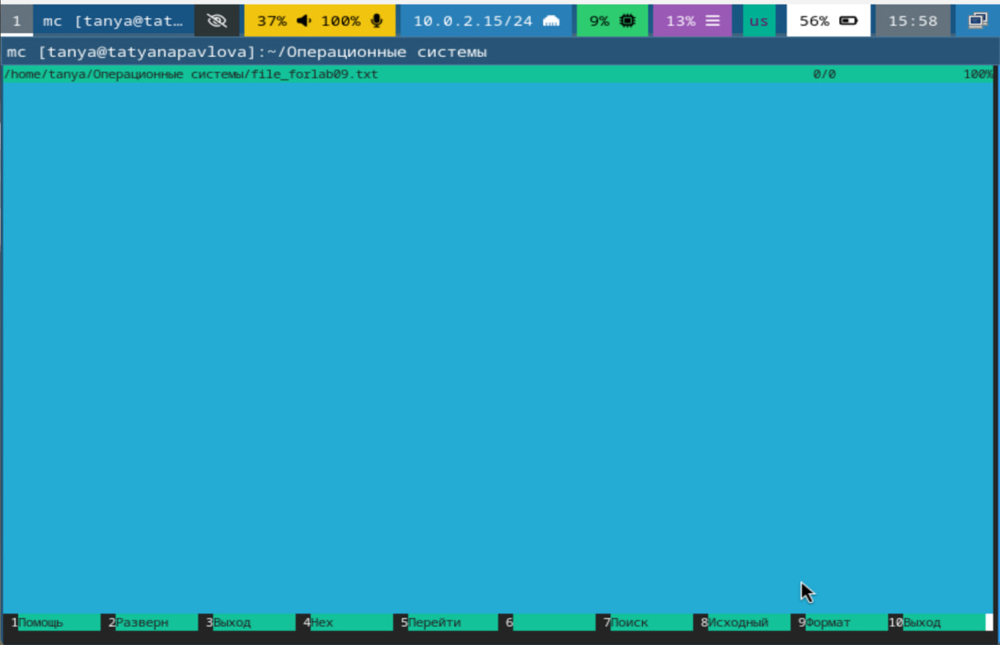 1 mc [tanya@tat… 37% 100% 10.0.2.15/24 9% 13% us 56% 15:58
mc [tanya@tatyanapavlova]:~/Операционные системы
/home/tanya/Операционные системы/file_forlab09.txt 0/0 100%
1Помощь 2Разверн 3Выход 4Hex 5Перейти 6 7Поиск 8Исходный 9Формат 10Выход